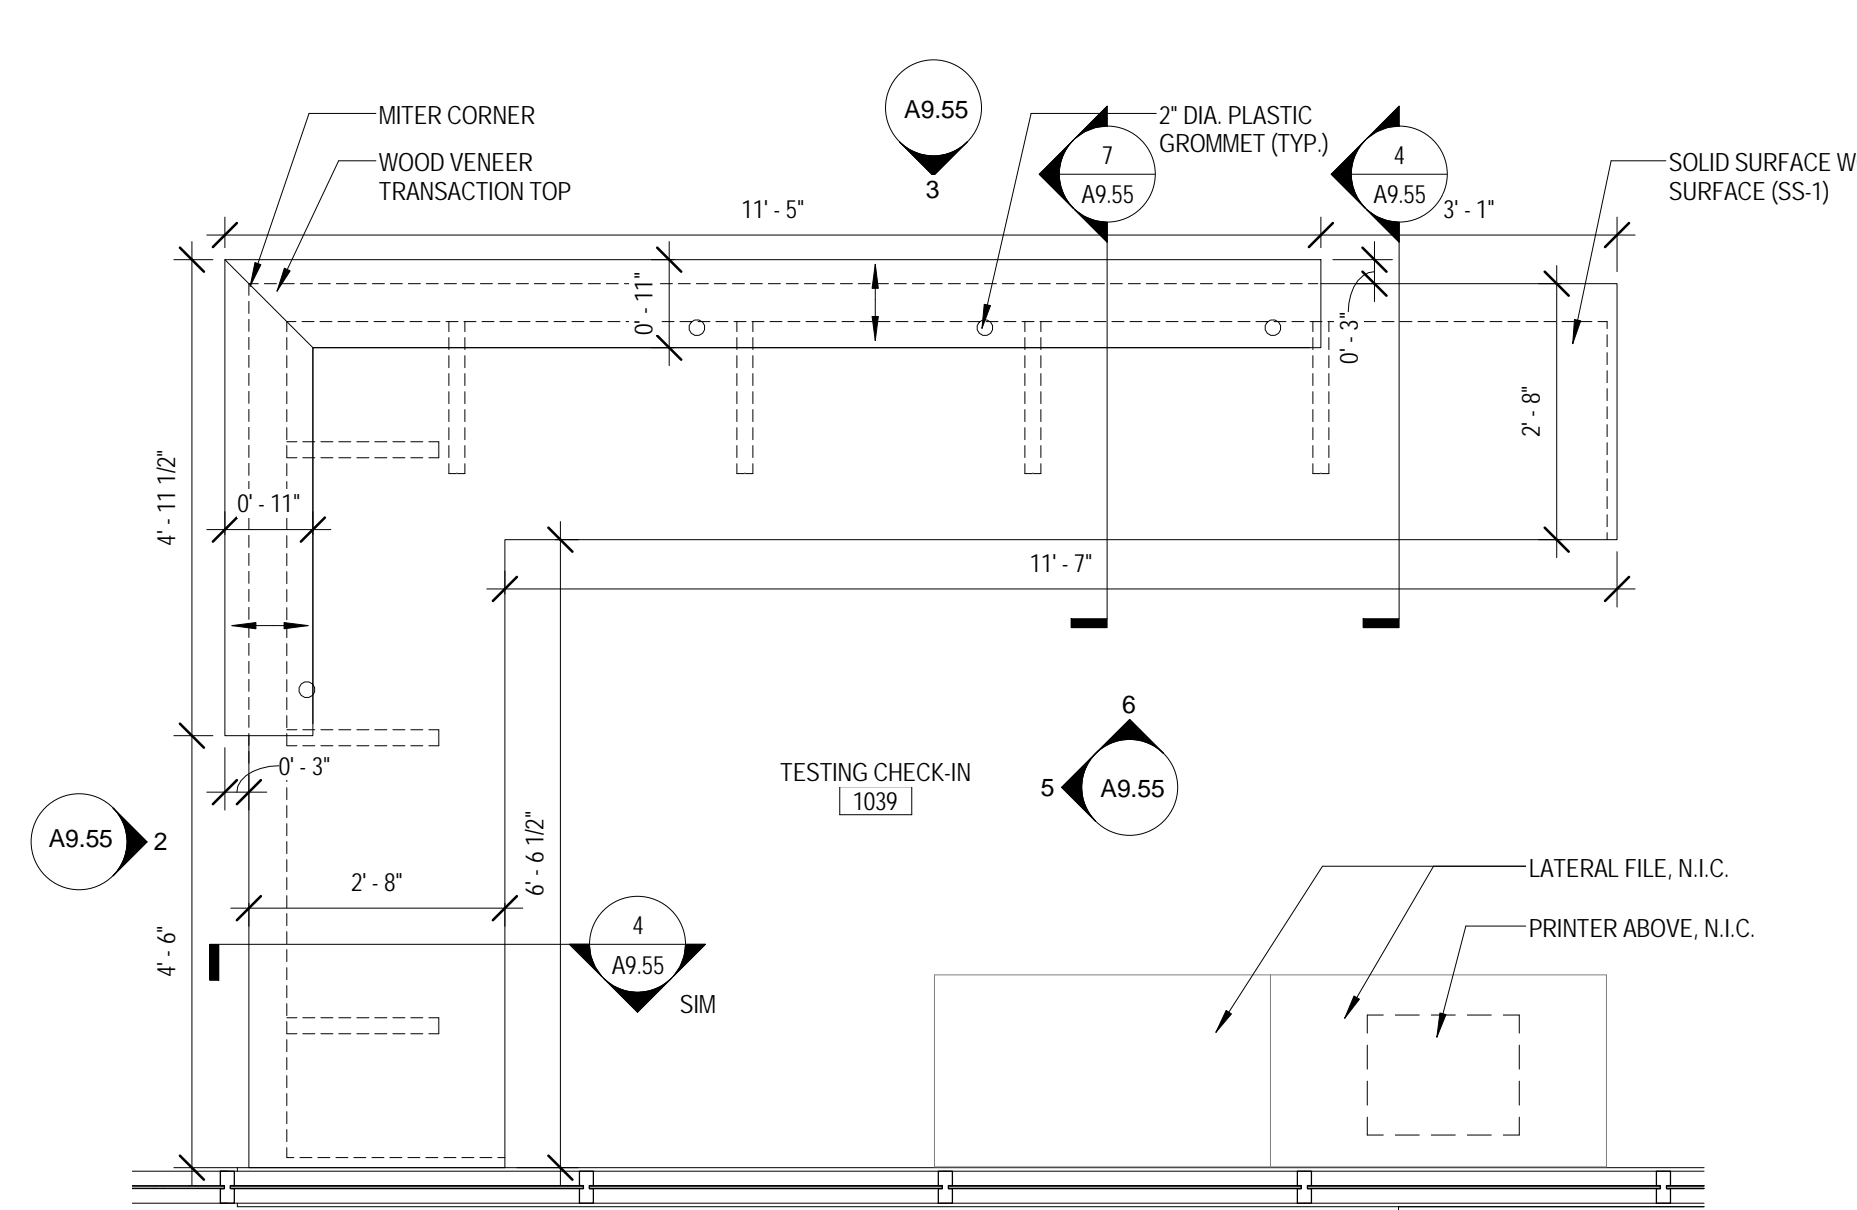 MITER CORNER
WOOD VENEER
TRANSACTION TOP
A9.55
3
2" DIA. PLASTIC
GROMMET (TYP.)
7
A9.55
4
A9.55
SOLID SURFACE W
SURFACE (SS-1)
11' - 5"
3' - 1"
0' - 11"
0' - 3"
2' - 8"
4' - 11 1/2"
0' - 11"
11' - 7"
0' - 3"
A9.55
2
TESTING CHECK-IN
1039
6
5
A9.55
6' - 6 1/2"
2' - 8"
4' - 6"
4
A9.55
SIM
LATERAL FILE, N.I.C.
PRINTER ABOVE, N.I.C.